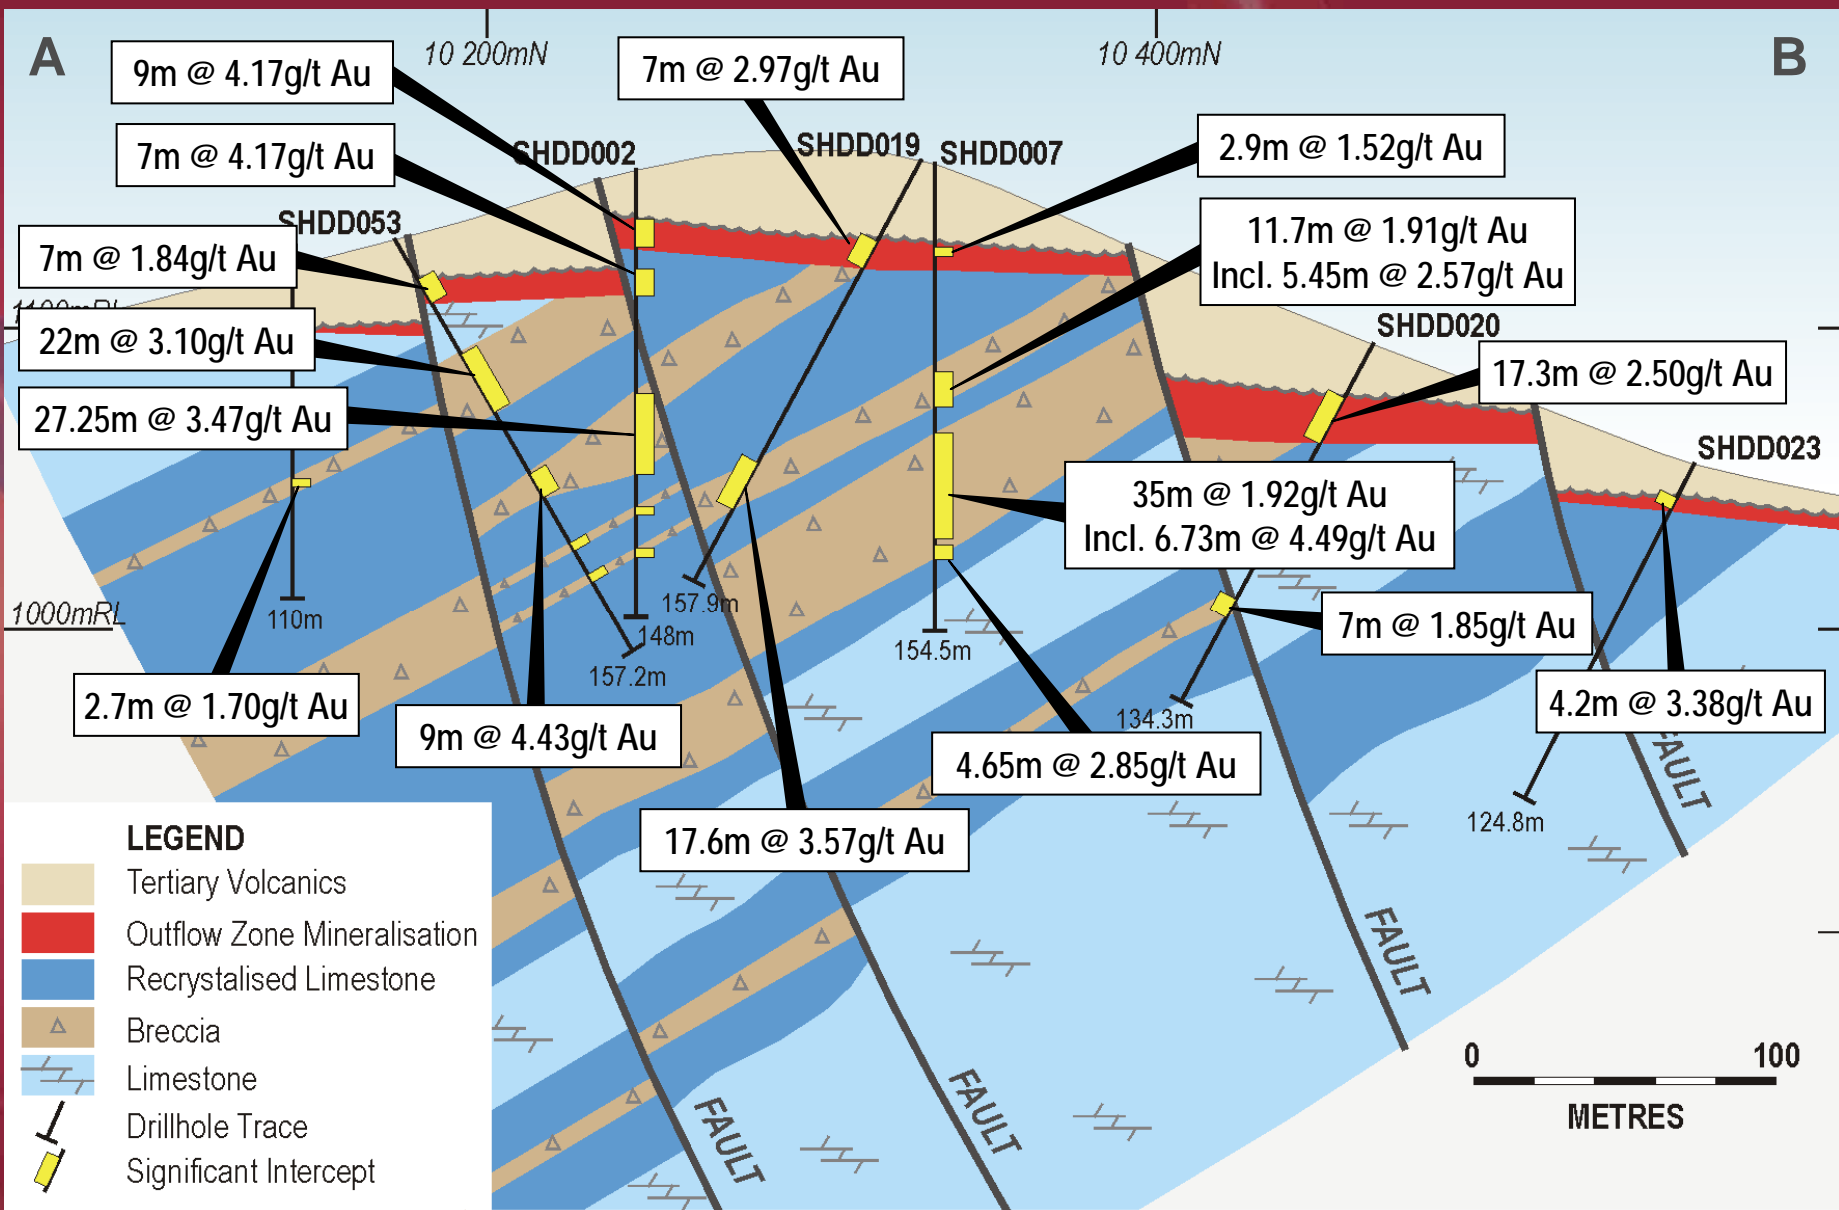 A
10 200mN
10 400mN
B
9m @ 4.17g/t Au
7m @ 2.97g/t Au
7m @ 4.17g/t Au
SHDD002
SHDD019
SHDD007
2.9m @ 1.52g/t Au
SHDD053
7m @ 1.84g/t Au
11.7m @ 1.91g/t Au
Incl. 5.45m @ 2.57g/t Au
1100mRL
22m @ 3.10g/t Au
SHDD020
17.3m @ 2.50g/t Au
27.25m @ 3.47g/t Au
SHDD023
35m @ 1.92g/t Au
Incl. 6.73m @ 4.49g/t Au
1000mRL
110m
157.9m
148m
157.2m
154.5m
7m @ 1.85g/t Au
2.7m @ 1.70g/t Au
9m @ 4.43g/t Au
134.3m
4.2m @ 3.38g/t Au
4.65m @ 2.85g/t Au
FAULT
124.8m
17.6m @ 3.57g/t Au
LEGEND
Tertiary Volcanics
Outflow Zone Mineralisation
Recrystalised Limestone
Breccia
Limestone
Drillhole Trace
Significant Intercept
FAULT
FAULT
FAULT
0 100
METRES